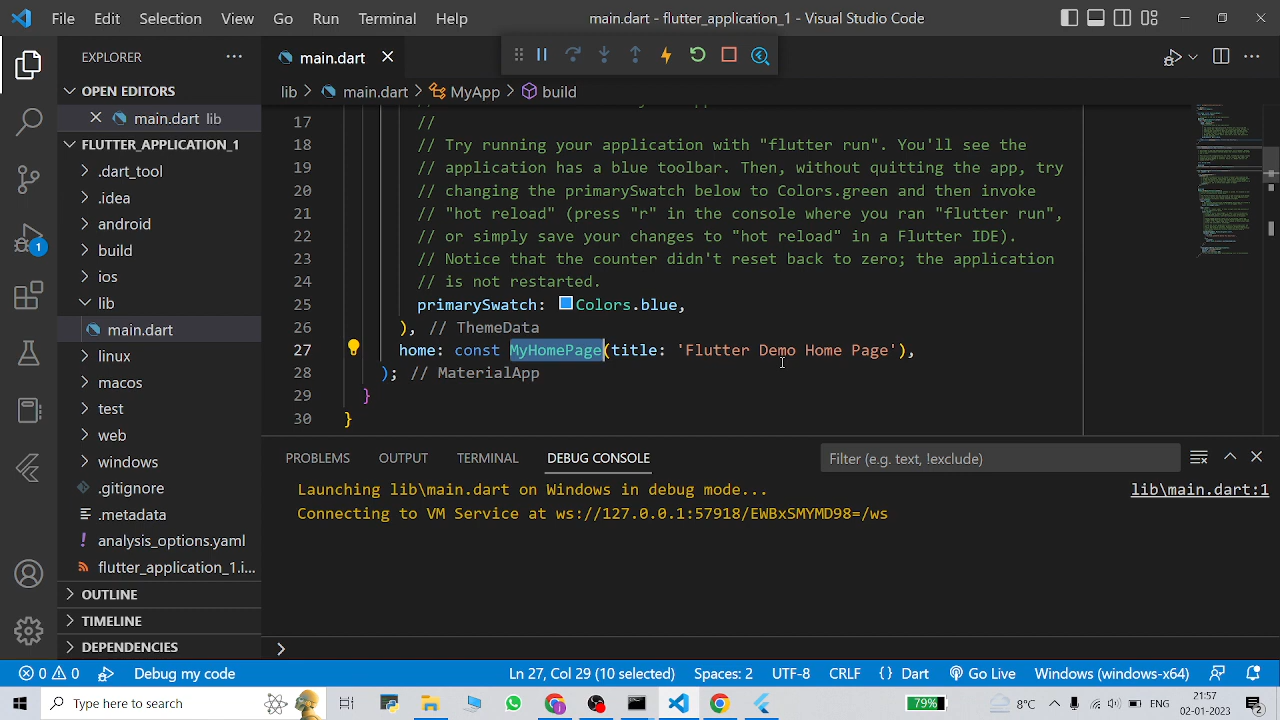 File Edit Selection View Go Run Terminal Help main.dart - flutter_application_1 - Visual Studio Code
EXPLORER
main.dart
OPEN EDITORS
main.dart lib
FLUTTER_APPLICATION_1
.dart_tool
.idea
android
build
ios
lib
main.dart
linux
macos
test
web
windows
.gitignore
.metadata
analysis_options.yaml
flutter_application_1.i...
OUTLINE
TIMELINE
DEPENDENCIES
1
lib > main.dart > MyApp > build
17 //
18 // Try running your application with "flutter run". You'll see the
19 // application has a blue toolbar. Then, without quitting the app, try
20 // changing the primarySwatch below to Colors.green and then invoke
21 // "hot reload" (press "r" in the console where you ran "flutter run",
22 // or simply save your changes to "hot reload" in a Flutter IDE).
23 // Notice that the counter didn't reset back to zero; the application
24 // is not restarted.
25 primarySwatch: Colors.blue,
26 ), // ThemeData
27 home: const MyHomePage(title: 'Flutter Demo Home Page'),
28 ); // MaterialApp
29 }
30 }
PROBLEMS OUTPUT TERMINAL DEBUG CONSOLE Filter (e.g. text, !exclude)
Launching lib\main.dart on Windows in debug mode... lib\main.dart:1
Connecting to VM Service at ws://127.0.0.1:57918/EWBxSMYMD98=/ws
>
0 0 Debug my code Ln 27, Col 29 (10 selected) Spaces: 2 UTF-8 CRLF { } Dart Go Live Windows (windows-x64)
Type here to search 79% 8°C ENG 21:57
02-01-2023 2